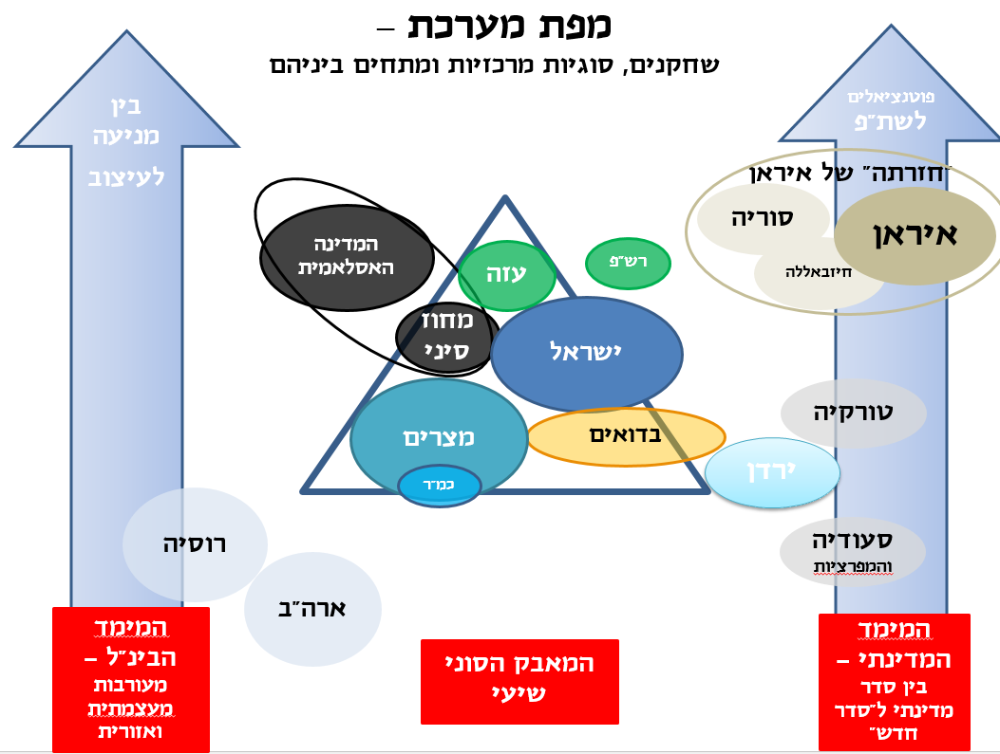 מפת מערכת –
שחקנים, סוגיות מרכזיות ומתחים ביניהם
פוטנציאלים
לשת"פ
בין
מניעה
לעיצוב
"חזרתה" של איראן
סוריה
איראן
חיזבאללה
המדינה
האסלאמית
עזה
רש"פ
מחוז
סיני
ישראל
טורקיה
מצרים
בדואים
ירדן
כמ"ר
סעודיה
והמפרציות
רוסיה
ארה"ב
המימד
המדינתי –
בין סדר
מדינתי ל"סדר
חדש"
המאבק הסוני
שיעי
המימד
הבינ"ל –
מעורבות
מעצמתית
ואזורית